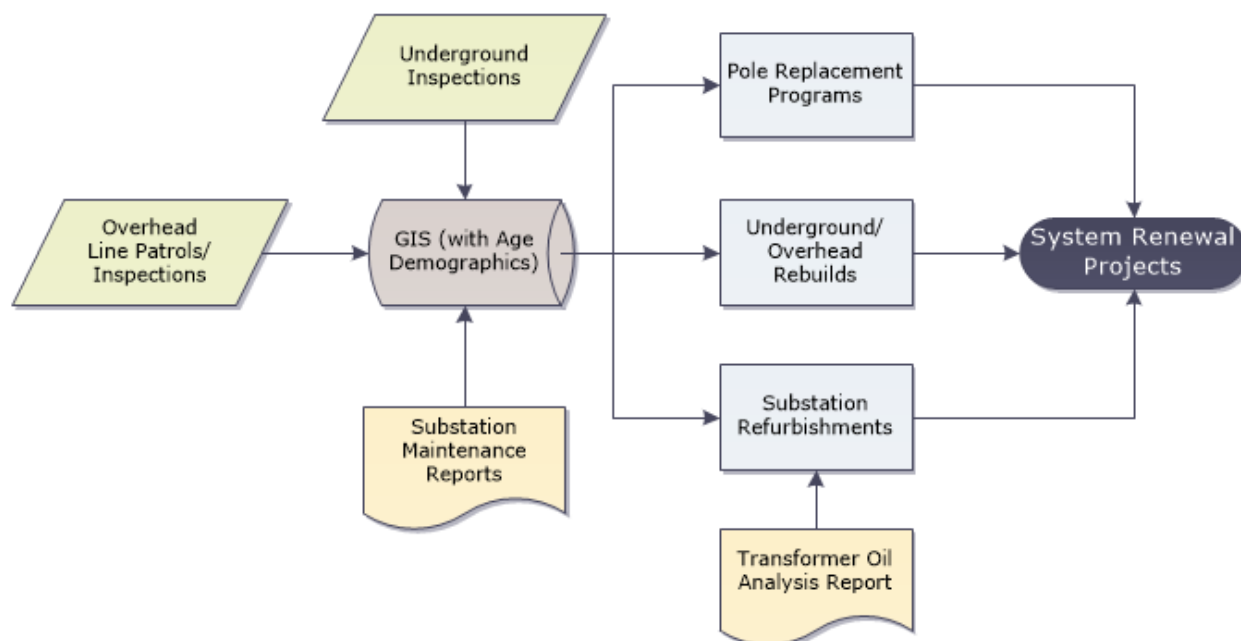 Underground
Inspections
Pole Replacement
Programs
Overhead
Line Patrols/
Inspections
GIS (with Age
Demographics)
Underground/
Overhead
Rebuilds
System Renewal
Projects
Substation
Maintenance
Reports
Substation
Refurbishments
Transformer Oil
Analysis Report